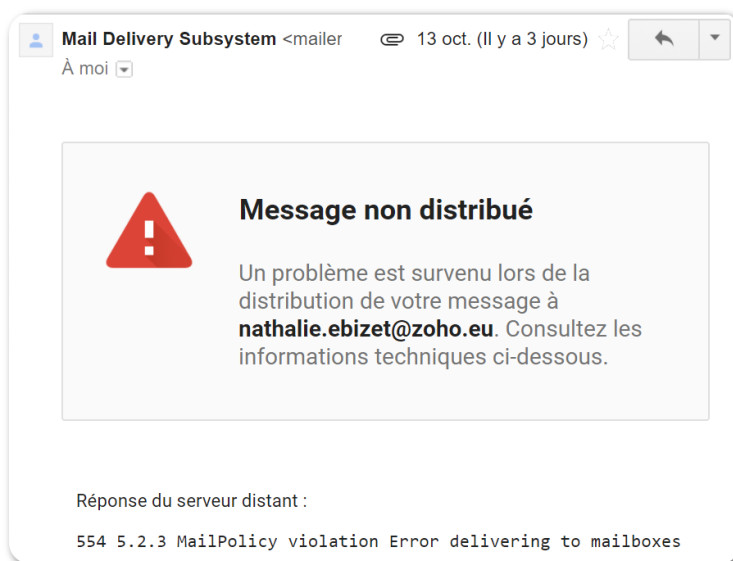 Mail Delivery Subsystem <mailer 13 oct. (Il y a 3 jours)
À moi
Message non distribué
Un problème est survenu lors de la
distribution de votre message à
nathalie.ebizet@zoho.eu. Consultez les
informations techniques ci-dessous.
Réponse du serveur distant :
554 5.2.3 MailPolicy violation Error delivering to mailboxes